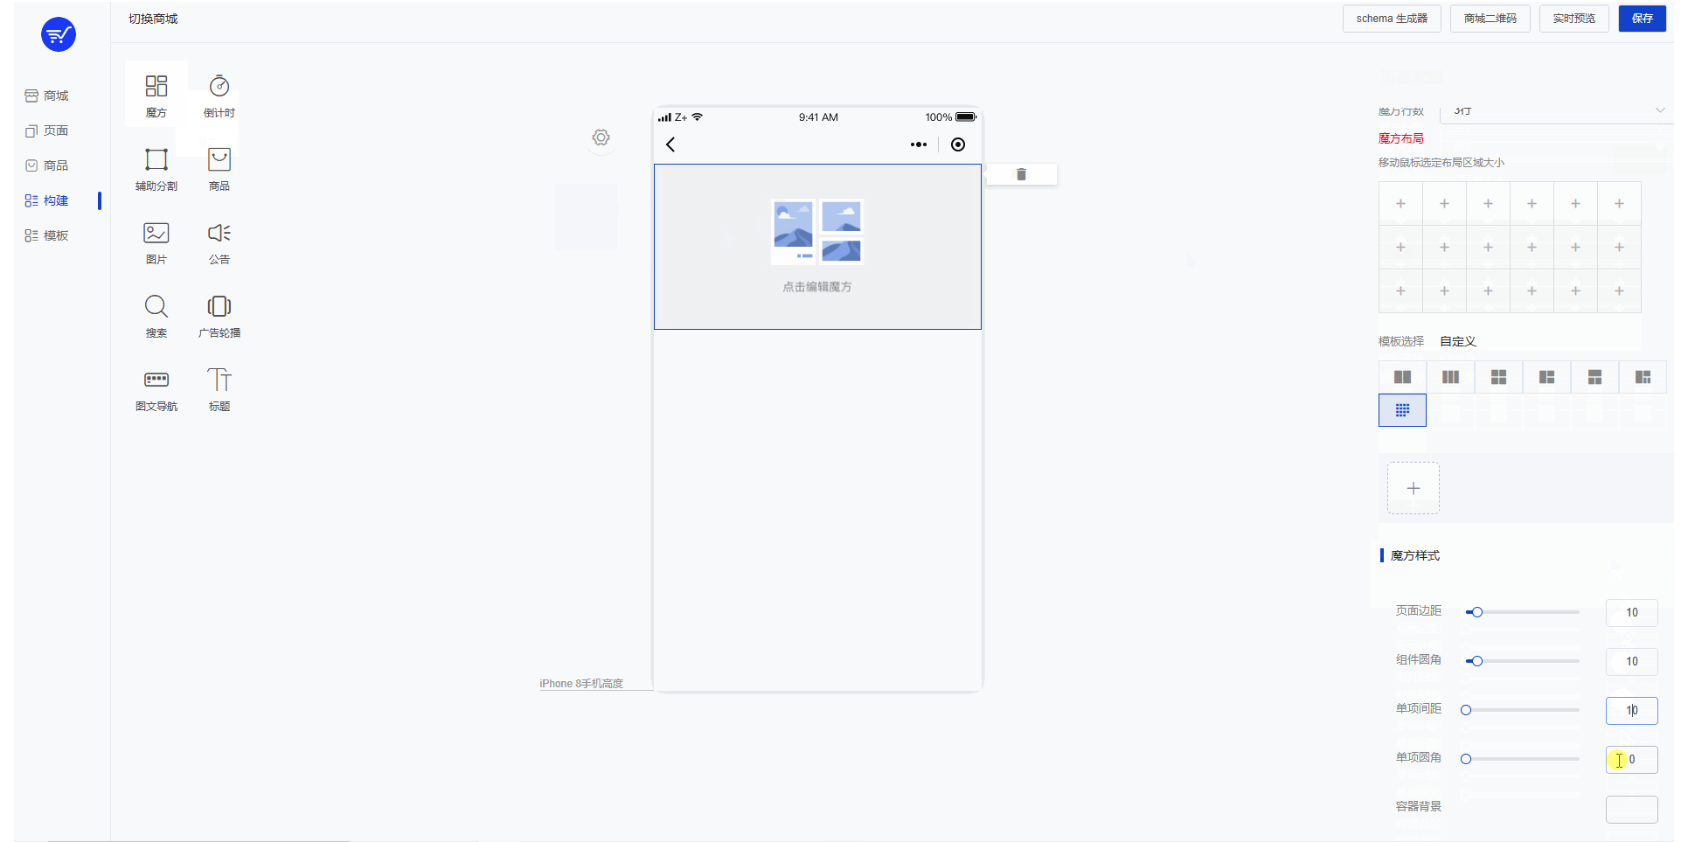 切换商城
schema 生成器
商城二维码
实时预览
保存
商城
页面
商品
构建
模板
魔方
倒计时
辅助分割
商品
图片
公告
搜索
广告轮播
图文导航
标题
Z+
9:41 AM
100%
点击编辑魔方
iPhone 8手机高度
魔方行数
3行
魔方布局
移动鼠标选定布局区域大小
模板选择
自定义
魔方样式
页面边距
10
组件圆角
10
单项间距
10
单项圆角
0
容器背景